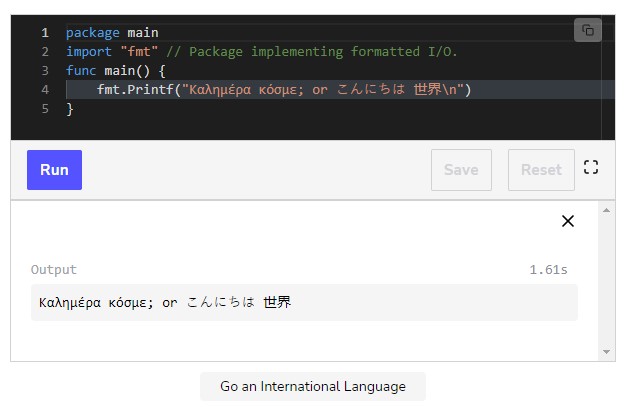 1 package main
2 import "fmt" // Package implementing formatted I/O.
3 func main() {
4 fmt.Printf("Καλημέρα κόσμε; or こんにちは 世界\n")
5 }
Run Save Reset
Output 1.61s
Καλημέρα κόσμε; or こんにちは 世界
Go an International Language